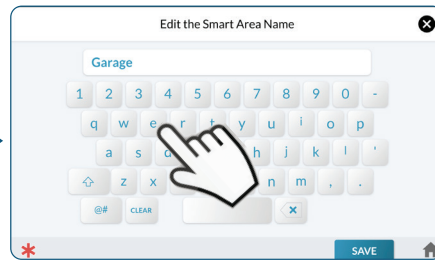 Edit the Smart Area Name
Garage
1 2 3 4 5 6 7 8 9 0 -
q w e r t y u i o p
a s d h j k l '
z x n m , .
@# CLEAR
SAVE